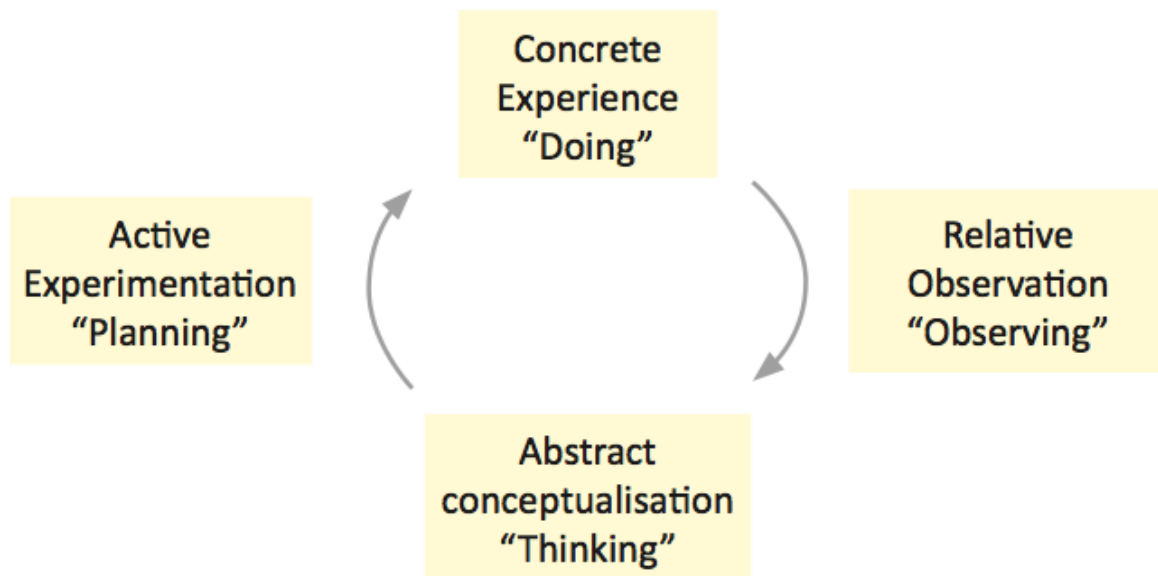 Concrete
Experience
“Doing”
Relative
Observation
“Observing”
Abstract
conceptualisation
“Thinking”
Active
Experimentation
“Planning”